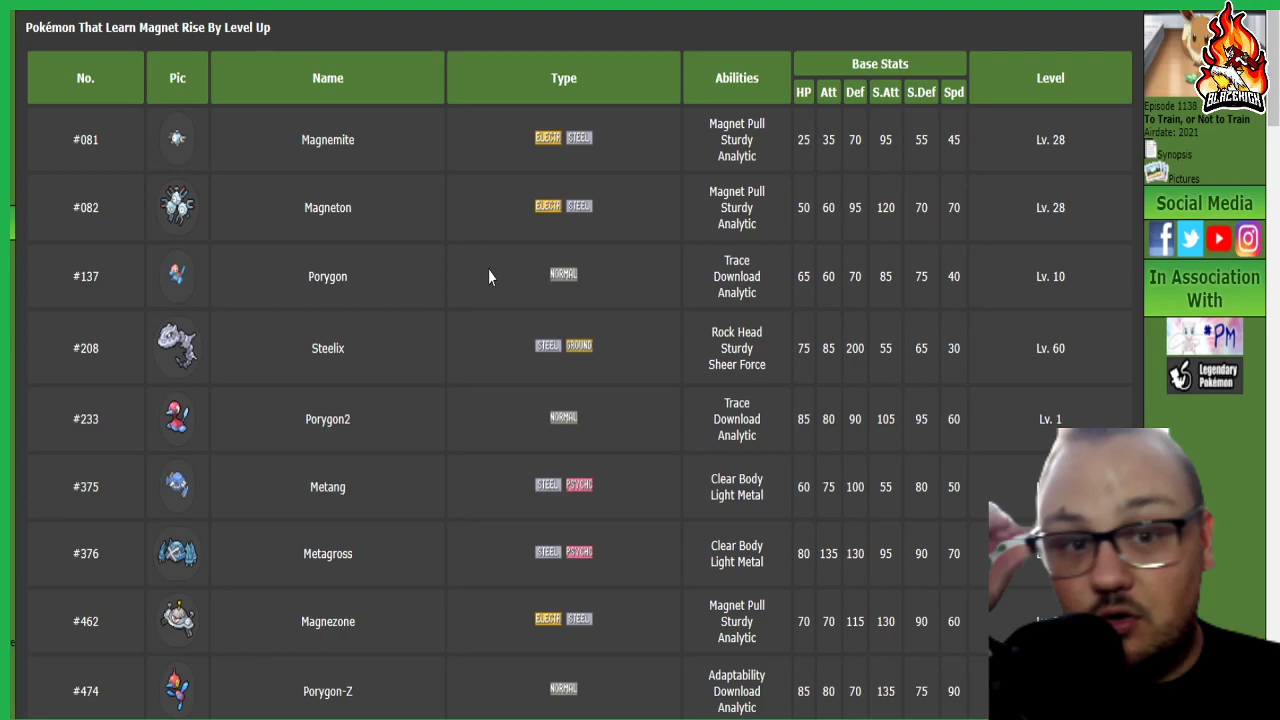 Pokémon That Learn Magnet Rise By Level Up
No. Pic Name Type Abilities Base Stats Level
HP Att Def S.Att S.Def Spd
#081 Magnemite ELECTR STEEL Magnet Pull Sturdy Analytic 25 35 70 95 55 45 Lv. 28
#082 Magneton ELECTR STEEL Magnet Pull Sturdy Analytic 50 60 95 120 70 70 Lv. 28
#137 Porygon NORMAL Trace Download Analytic 65 60 70 85 75 40 Lv. 10
#208 Steelix STEEL GROUND Rock Head Sturdy Sheer Force 75 85 200 55 65 30 Lv. 60
#233 Porygon2 NORMAL Trace Download Analytic 85 80 90 105 95 60 Lv. 1
#375 Metang STEEL PSYCHC Clear Body Light Metal 60 75 100 55 80 50
#376 Metagross STEEL PSYCHC Clear Body Light Metal 80 135 130 95 90 70
#462 Magnezone ELECTR STEEL Magnet Pull Sturdy Analytic 70 70 115 130 90 60
#474 Porygon-Z NORMAL Adaptability Download Analytic 85 80 70 135 75 90
BLACEKICK
Episode 1138
To Train, or Not to Train
Airdate: 2021
Synopsis
Pictures
Social Media
In Association
With
#PM
Legendary
Pokémon